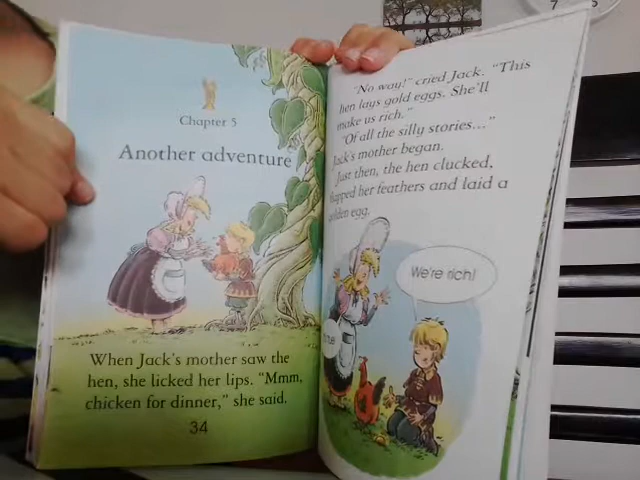 Chapter 5
Another adventure
When Jack's mother saw the
hen, she licked her lips. "Mmm,
chicken for dinner," she said.
34
"No way!" cried Jack. "This
hen lays gold eggs. She'll
make us rich."
"Of all the silly stories..."
Jack's mother began.
Just then, the hen clucked,
flapped her feathers and laid a
golden egg.
We're rich!
7